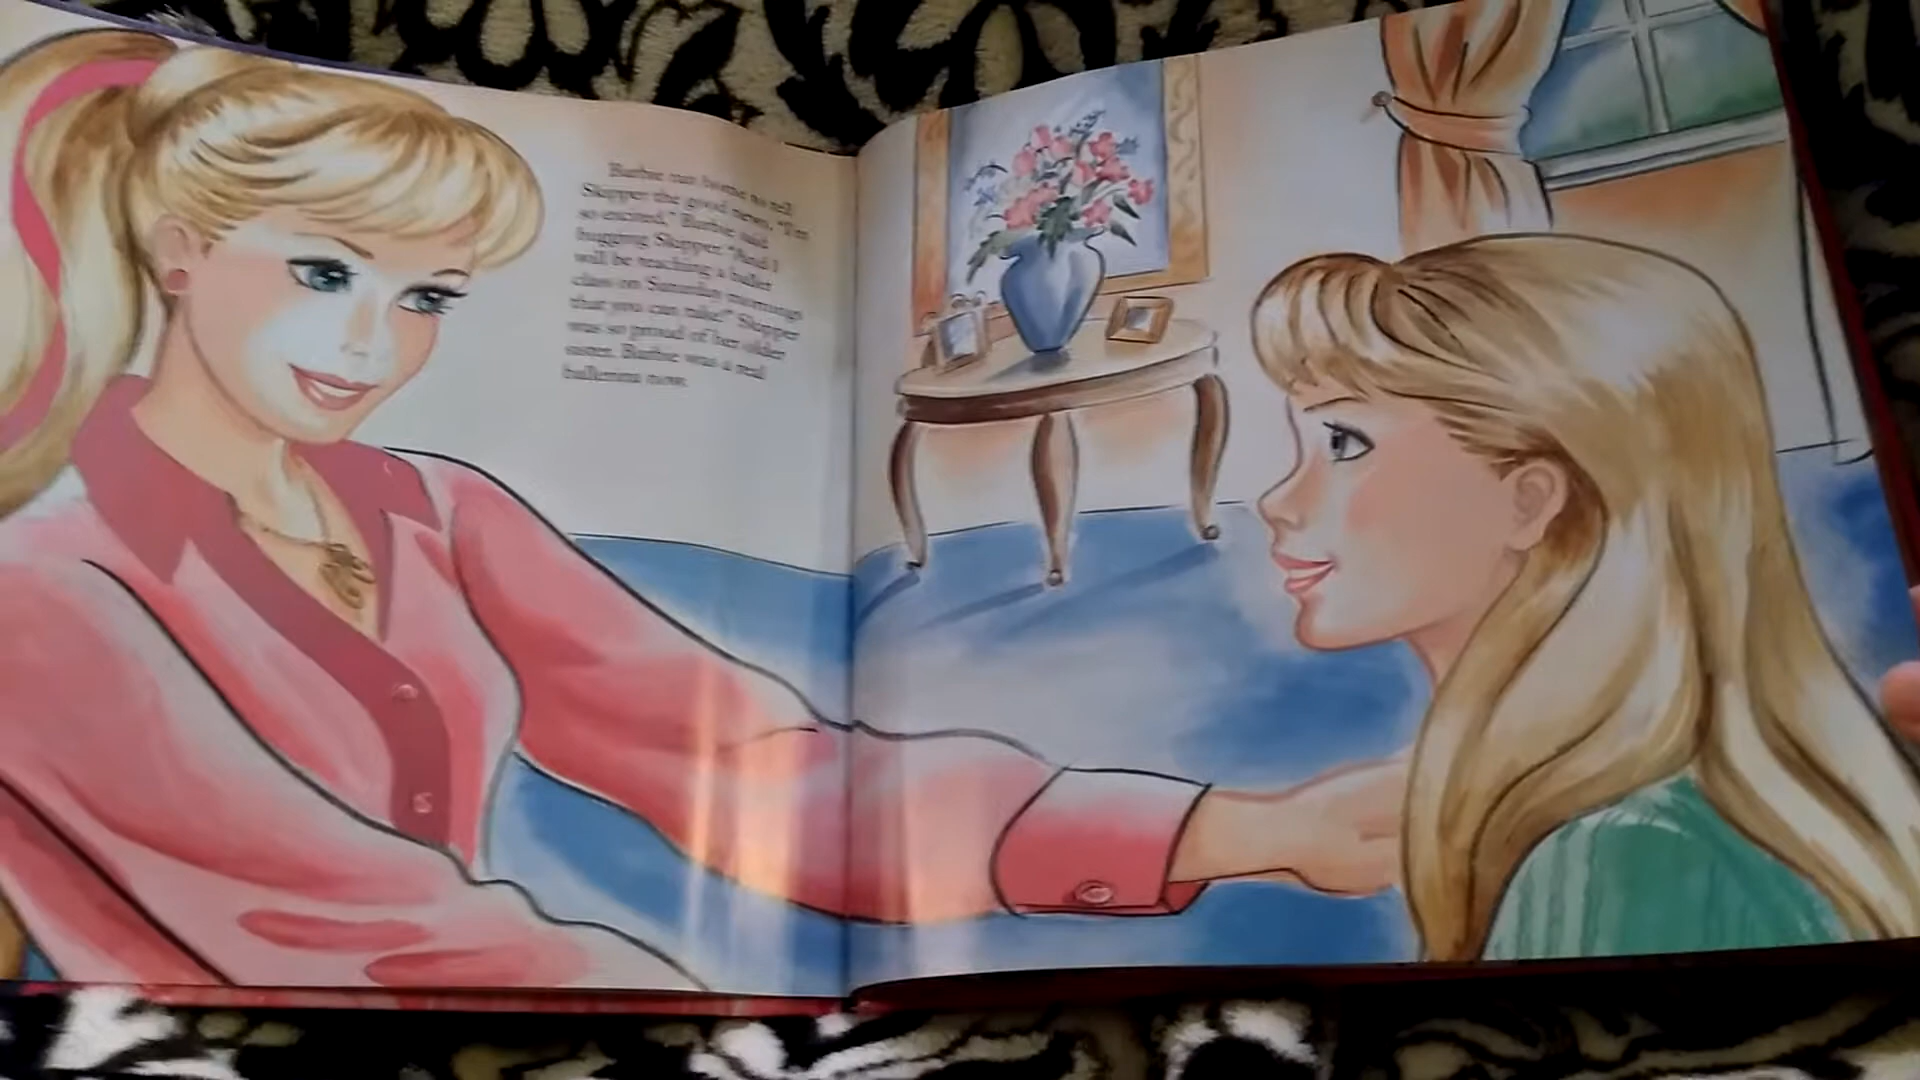 Barbie ran home to tell
Skipper the good news. "I'm
so excited," Barbie said,
hugging Skipper. "And I
will be teaching a ballet
class on Saturday mornings
that you can take!" Skipper
was so proud of her older
sister. Barbie was a real
ballerina now.